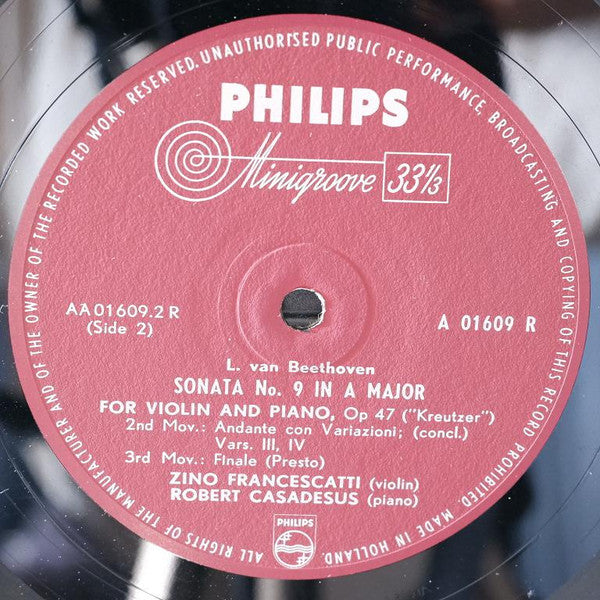 ALL RIGHTS OF THE MANUFACTURER AND OF THE OWNER OF THE RECORDED WORK RESERVED. UNAUTHORISED PUBLIC PERFORMANCE, BROADCASTING AND COPYING OF THIS RECORD PROHIBITED. MADE IN HOLLAND.
PHILIPS
Minigroove 33⅓
AA 01609.2 R
(Side 2)
A 01609 R
L. van Beethoven
SONATA No. 9 IN A MAJOR
FOR VIOLIN AND PIANO, Op 47 ("Kreutzer")
2nd Mov.: Andante con Variazioni; (concl.)
Vars. III, IV
3rd Mov.: Finale (Presto)
ZINO FRANCESCATTI (violin)
ROBERT CASADESUS (piano)
PHILIPS